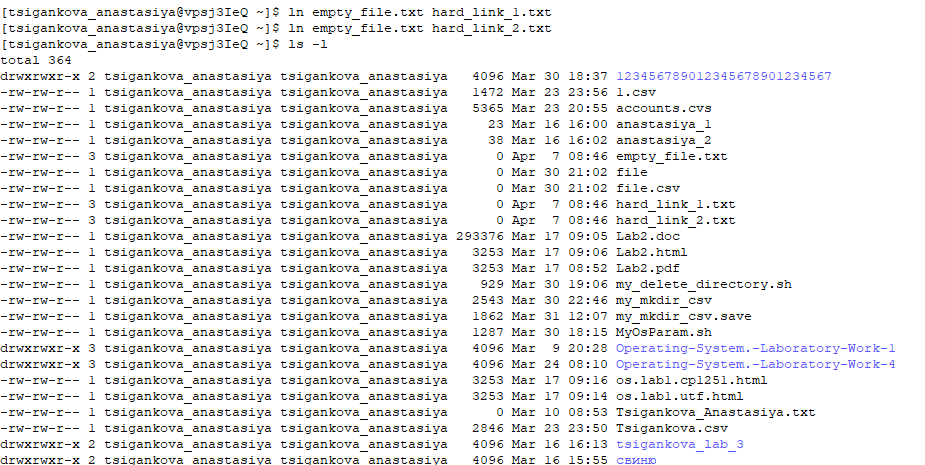 [tsigankova_anastasiya@vpsj3IeQ ~]$ ln empty_file.txt hard_link_1.txt
[tsigankova_anastasiya@vpsj3IeQ ~]$ ln empty_file.txt hard_link_2.txt
[tsigankova_anastasiya@vpsj3IeQ ~]$ ls -l
total 364
drwxrwxr-x 2 tsigankova_anastasiya tsigankova_anastasiya   4096 Mar 30 18:37 123456789012345678901234567
-rw-rw-r-- 1 tsigankova_anastasiya tsigankova_anastasiya   1472 Mar 23 23:56 1.csv
-rw-rw-r-- 1 tsigankova_anastasiya tsigankova_anastasiya   5365 Mar 23 20:55 accounts.cvs
-rw-rw-r-- 1 tsigankova_anastasiya tsigankova_anastasiya     23 Mar 16 16:00 anastasiya_1
-rw-rw-r-- 1 tsigankova_anastasiya tsigankova_anastasiya     38 Mar 16 16:02 anastasiya_2
-rw-rw-r-- 3 tsigankova_anastasiya tsigankova_anastasiya      0 Apr  7 08:46 empty_file.txt
-rw-rw-r-- 1 tsigankova_anastasiya tsigankova_anastasiya      0 Mar 30 21:02 file
-rw-rw-r-- 1 tsigankova_anastasiya tsigankova_anastasiya      0 Mar 30 21:02 file.csv
-rw-rw-r-- 3 tsigankova_anastasiya tsigankova_anastasiya      0 Apr  7 08:46 hard_link_1.txt
-rw-rw-r-- 3 tsigankova_anastasiya tsigankova_anastasiya      0 Apr  7 08:46 hard_link_2.txt
-rw-rw-r-- 1 tsigankova_anastasiya tsigankova_anastasiya 293376 Mar 17 09:05 Lab2.doc
-rw-rw-r-- 1 tsigankova_anastasiya tsigankova_anastasiya   3253 Mar 17 09:06 Lab2.html
-rw-rw-r-- 1 tsigankova_anastasiya tsigankova_anastasiya   3253 Mar 17 08:52 Lab2.pdf
-rw-rw-r-- 1 tsigankova_anastasiya tsigankova_anastasiya    929 Mar 30 19:06 my_delete_directory.sh
-rw-rw-r-- 1 tsigankova_anastasiya tsigankova_anastasiya   2543 Mar 30 22:46 my_mkdir_csv
-rw-rw-r-- 1 tsigankova_anastasiya tsigankova_anastasiya   1862 Mar 31 12:07 my_mkdir_csv.save
-rw-rw-r-- 1 tsigankova_anastasiya tsigankova_anastasiya   1287 Mar 30 18:15 MyOsParam.sh
drwxrwxr-x 3 tsigankova_anastasiya tsigankova_anastasiya   4096 Mar  9 20:28 Operating-System.-Laboratory-Work-1
drwxrwxr-x 3 tsigankova_anastasiya tsigankova_anastasiya   4096 Mar 24 08:10 Operating-System.-Laboratory-Work-4
-rw-rw-r-- 1 tsigankova_anastasiya tsigankova_anastasiya   3253 Mar 17 09:16 os.lab1.cp1251.html
-rw-rw-r-- 1 tsigankova_anastasiya tsigankova_anastasiya   3253 Mar 17 09:14 os.lab1.utf.html
-rw-rw-r-- 1 tsigankova_anastasiya tsigankova_anastasiya      0 Mar 10 08:53 Tsigankova_Anastasiya.txt
-rw-rw-r-- 1 tsigankova_anastasiya tsigankova_anastasiya   2846 Mar 23 23:50 Tsigankova.csv
drwxrwxr-x 2 tsigankova_anastasiya tsigankova_anastasiya   4096 Mar 16 16:13 tsigankova_lab_3
drwxrwxr-x 2 tsigankova_anastasiya tsigankova_anastasiya   4096 Mar 16 15:55 свиню